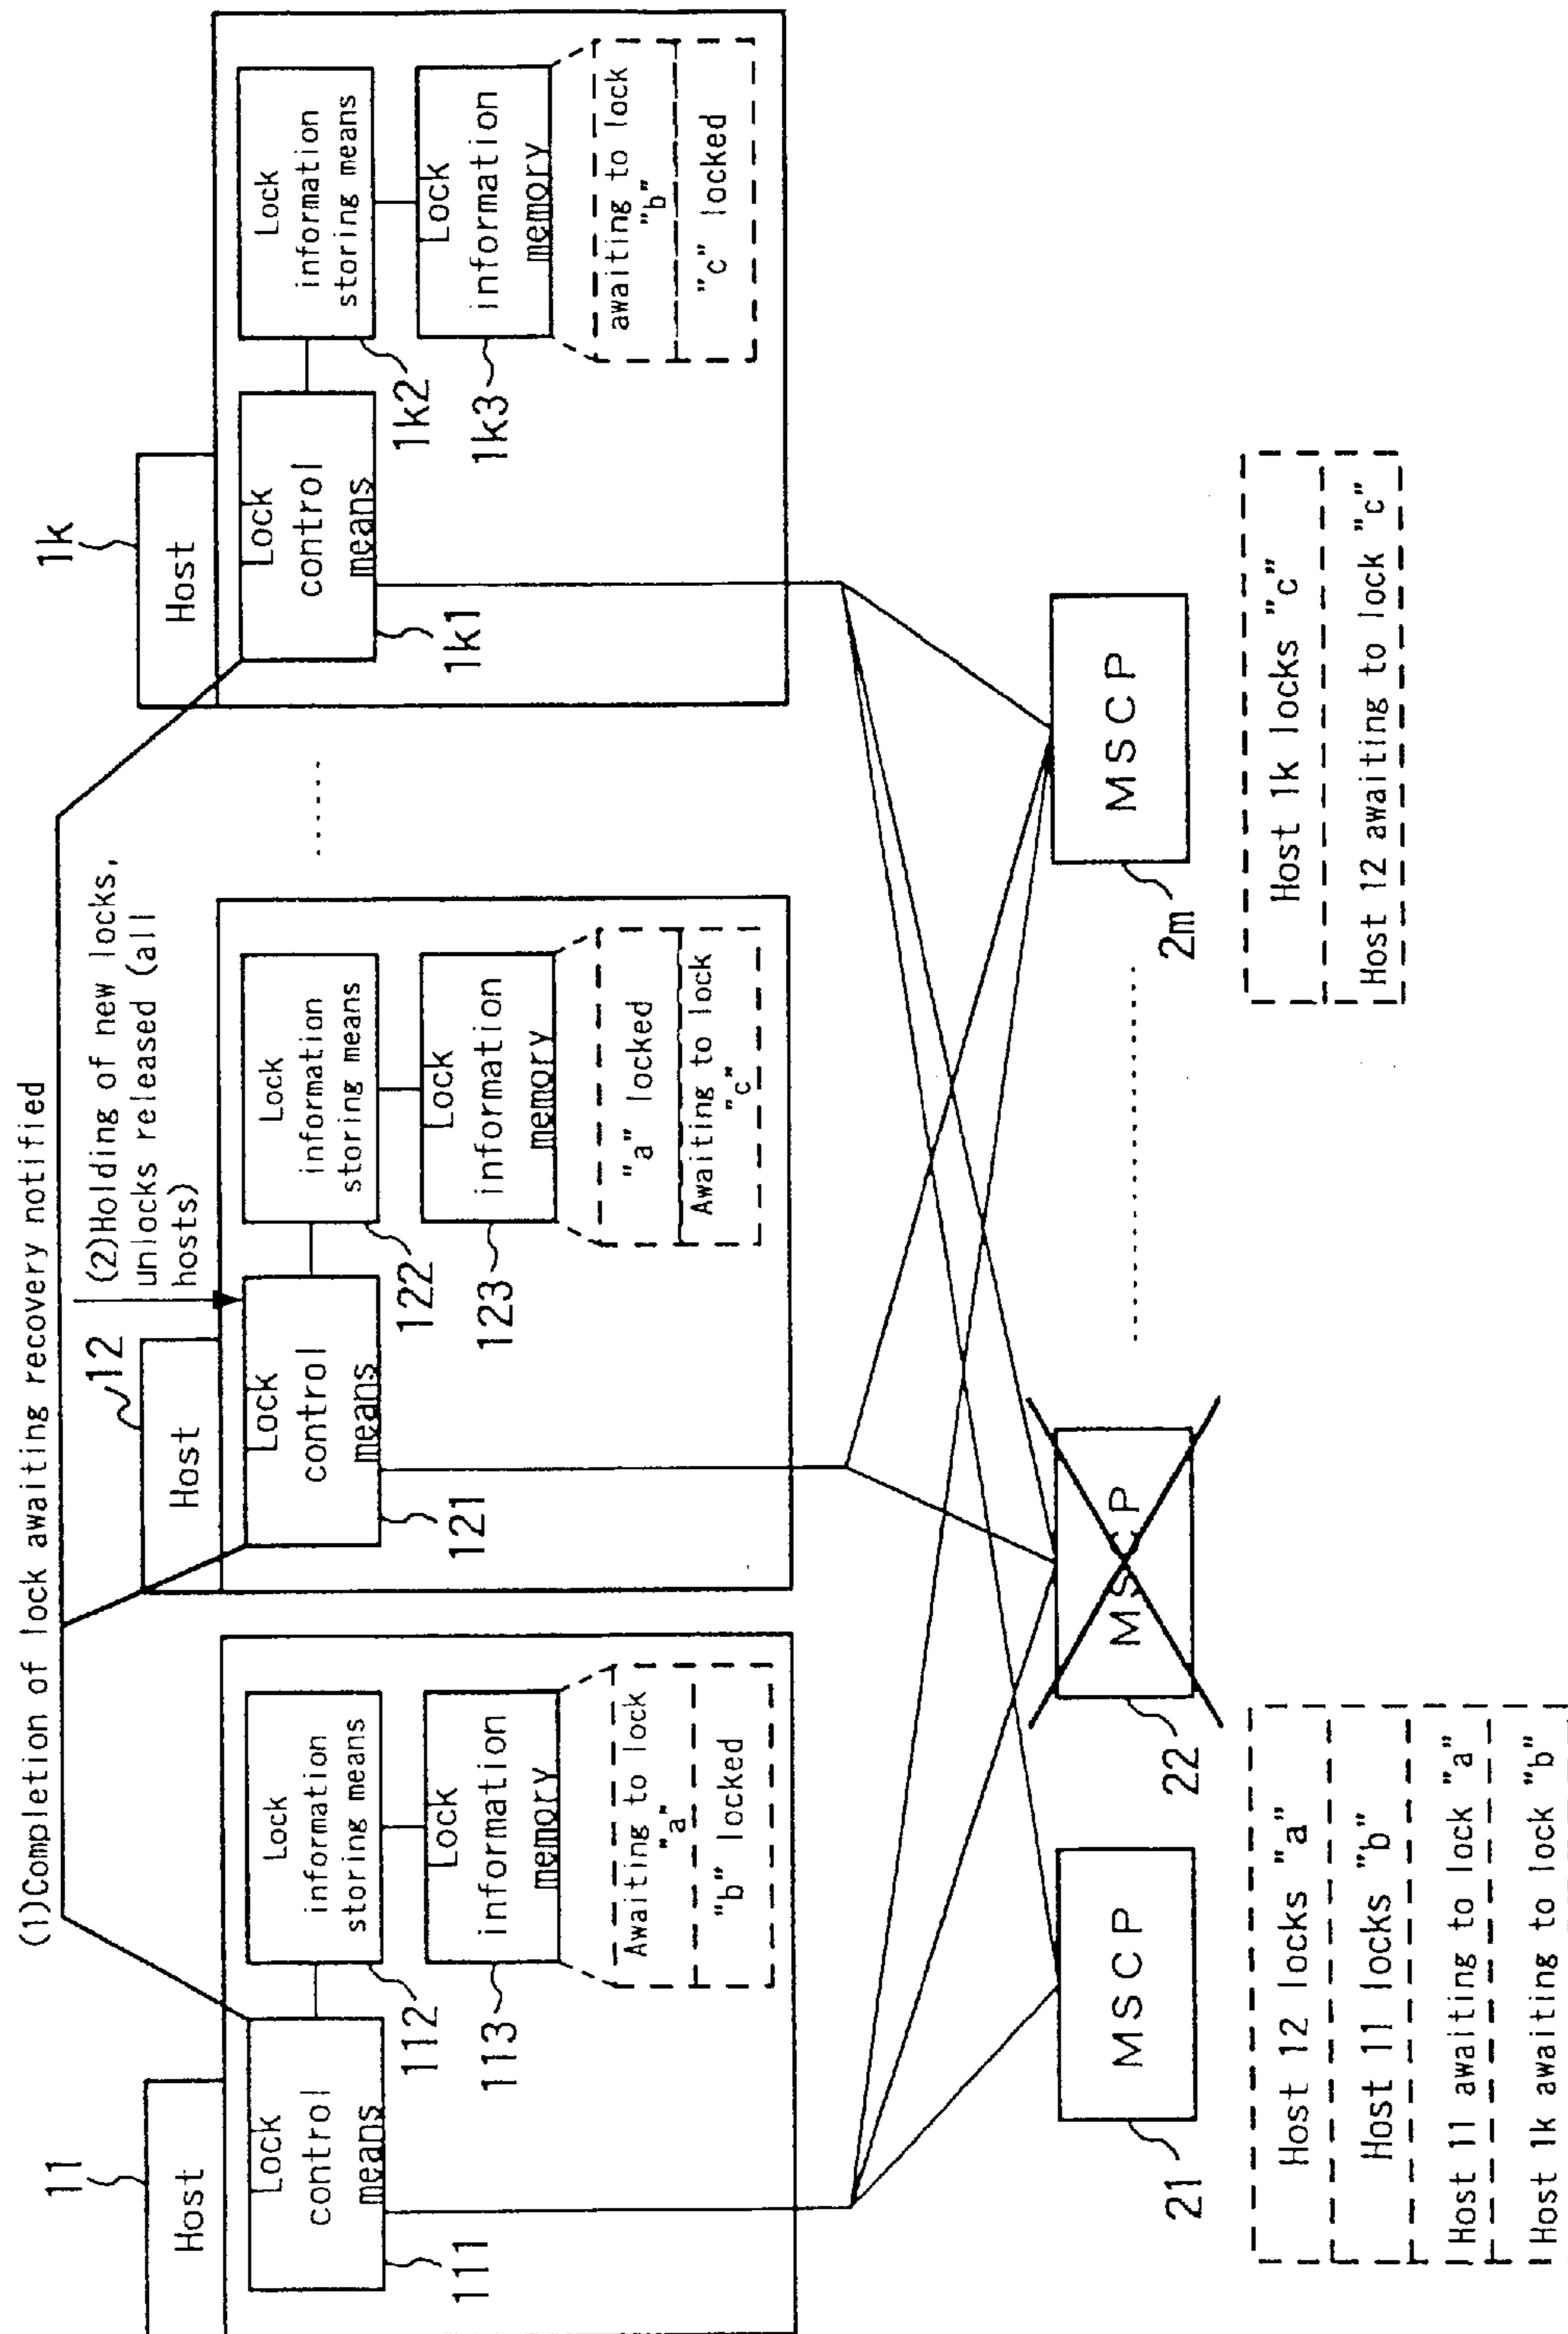 (1)Completion of lock awaiting recovery notified
(2)Holding of new locks,
unlocks released (all
hosts)
11
Host
Lock
control
means
111
Lock
information
storing means
112
Lock
information
memory
113
Awaiting to lock
"a"
"b" locked
12
Host
Lock
control
means
121
Lock
information
storing means
122
Lock
information
memory
123
"a" locked
Awaiting to lock
"c"
......
1k
Host
Lock
control
means
1k1
Lock
information
storing means
1k2
Lock
information
memory
1k3
awaiting to lock
"b"
"c" locked
MSCP
21
MSCP
22
MSCP
2m
Host 12 locks "a"
Host 11 locks "b"
Host 11 awaiting to lock "a"
Host 1k awaiting to lock "b"
Host 1k locks "c"
Host 12 awaiting to lock "c"